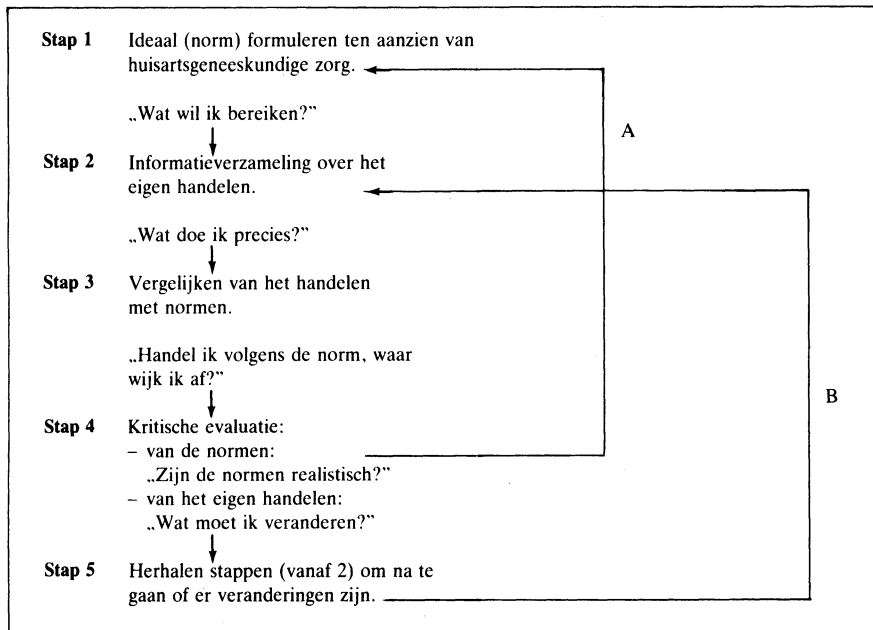 Stap 1 Ideaal (norm) formuleren ten aanzien van
huisartsgeneeskundige zorg.
„Wat wil ik bereiken?”
A
Stap 2 Informatieverzameling over het
eigen handelen.
„Wat doe ik precies?”
Stap 3 Vergelijken van het handelen
met normen.
„Handel ik volgens de norm, waar
wijk ik af?”
B
Stap 4 Kritische evaluatie:
– van de normen:
„Zijn de normen realistisch?”
– van het eigen handelen:
„Wat moet ik veranderen?”
Stap 5 Herhalen stappen (vanaf 2) om na te
gaan of er veranderingen zijn.